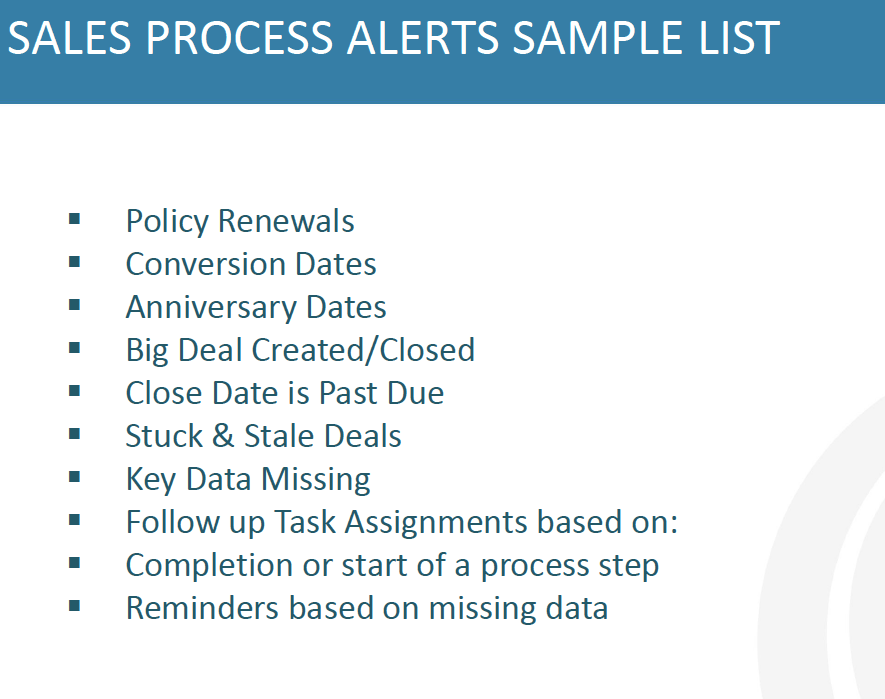 SALES PROCESS ALERTS SAMPLE LIST
▪ Policy Renewals
▪ Conversion Dates
▪ Anniversary Dates
▪ Big Deal Created/Closed
▪ Close Date is Past Due
▪ Stuck & Stale Deals
▪ Key Data Missing
▪ Follow up Task Assignments based on:
▪ Completion or start of a process step
▪ Reminders based on missing data